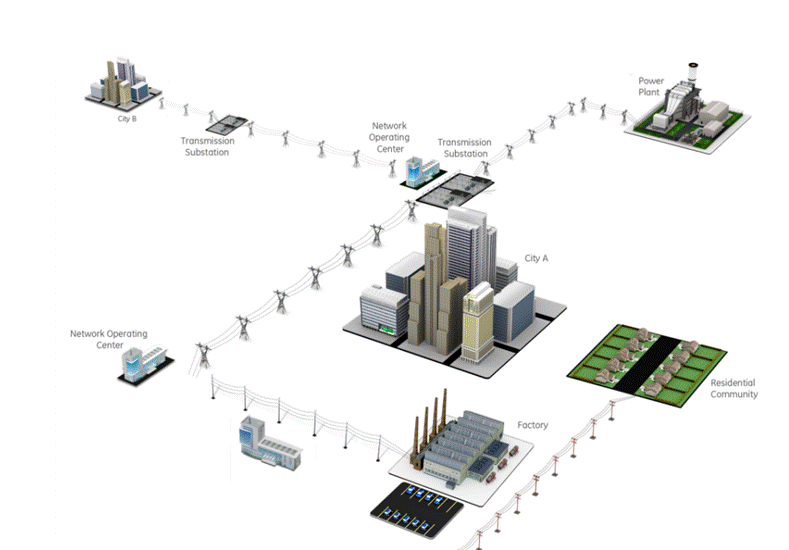 Power
Plant
City B
Network
Operating
Center
Transmission
Substation
Transmission
Substation
City A
Network Operating
Center
Residential
Community
Factory